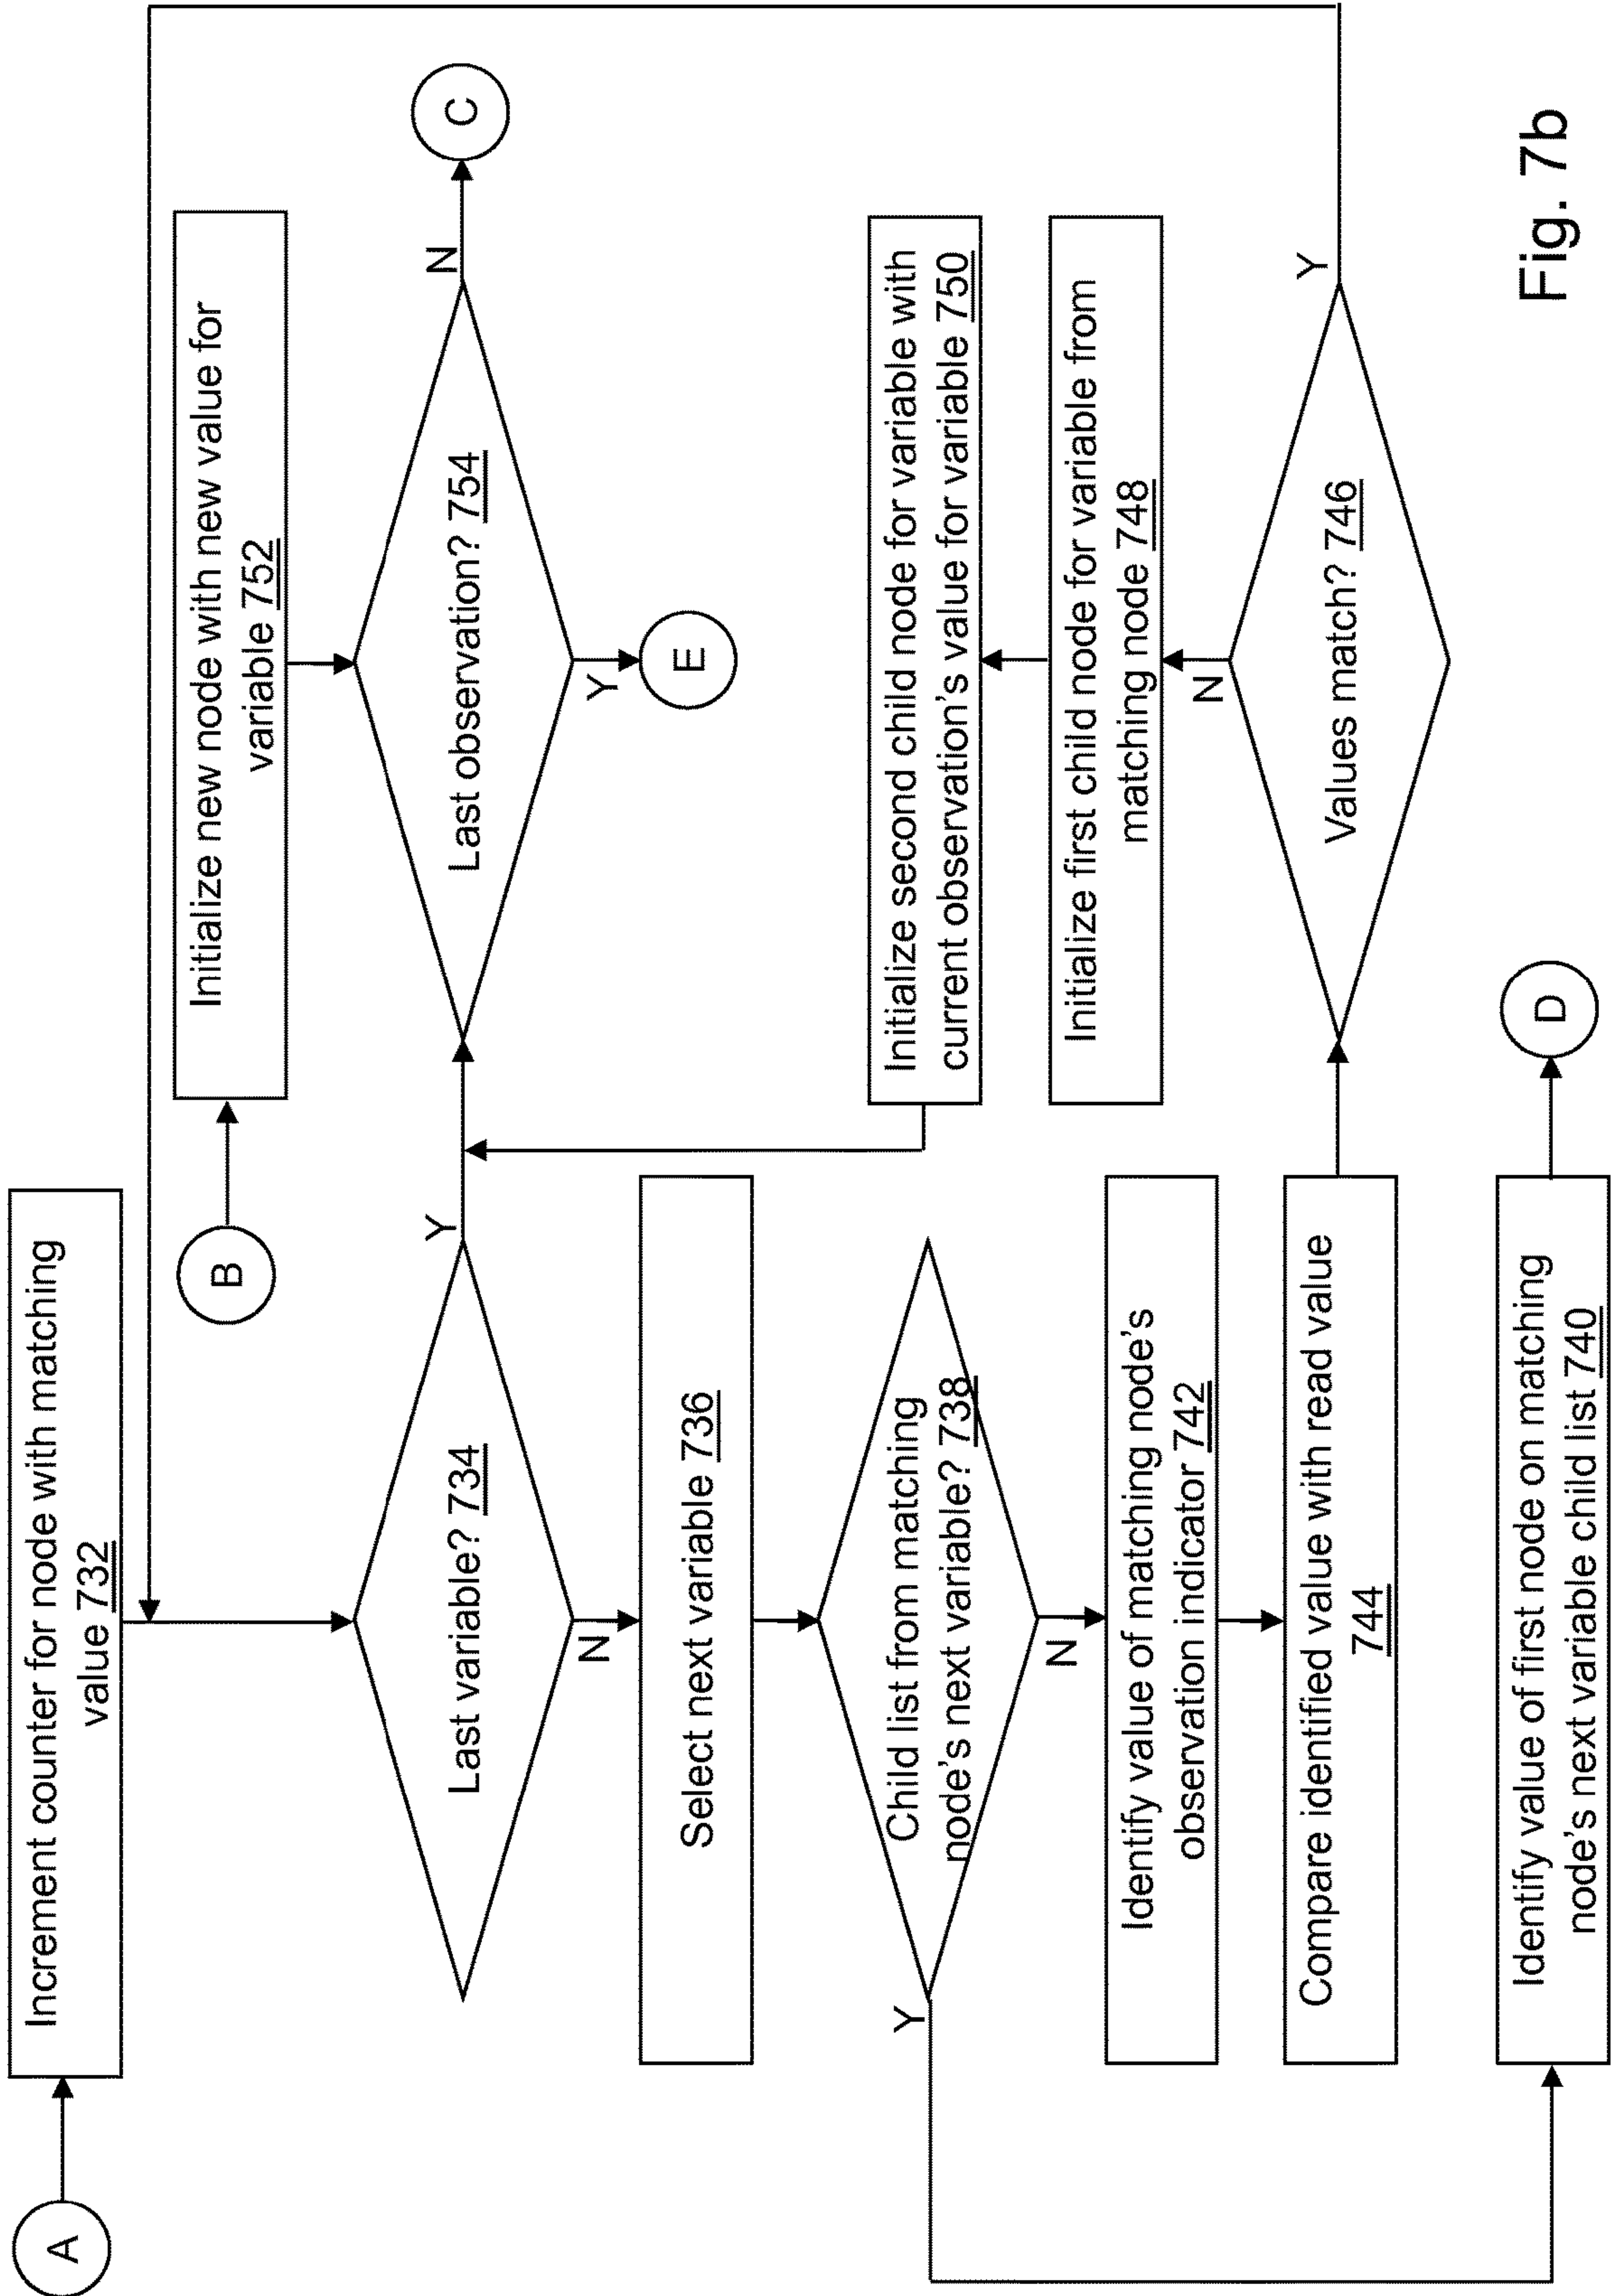 A
Increment counter for node with matching
value 732
B
Initialize new node with new value for
variable 752
Last variable? 734
Y
N
Last observation? 754
N
C
Y
E
Select next variable 736
Child list from matching
node's next variable? 738
Y
N
Initialize second child node for variable with
current observation's value for variable 750
Initialize first child node for variable from
matching node 748
Identify value of matching node's
observation indicator 742
N
Compare identified value with read value
744
Values match? 746
Y
Identify value of first node on matching
node's next variable child list 740
D
Fig. 7b